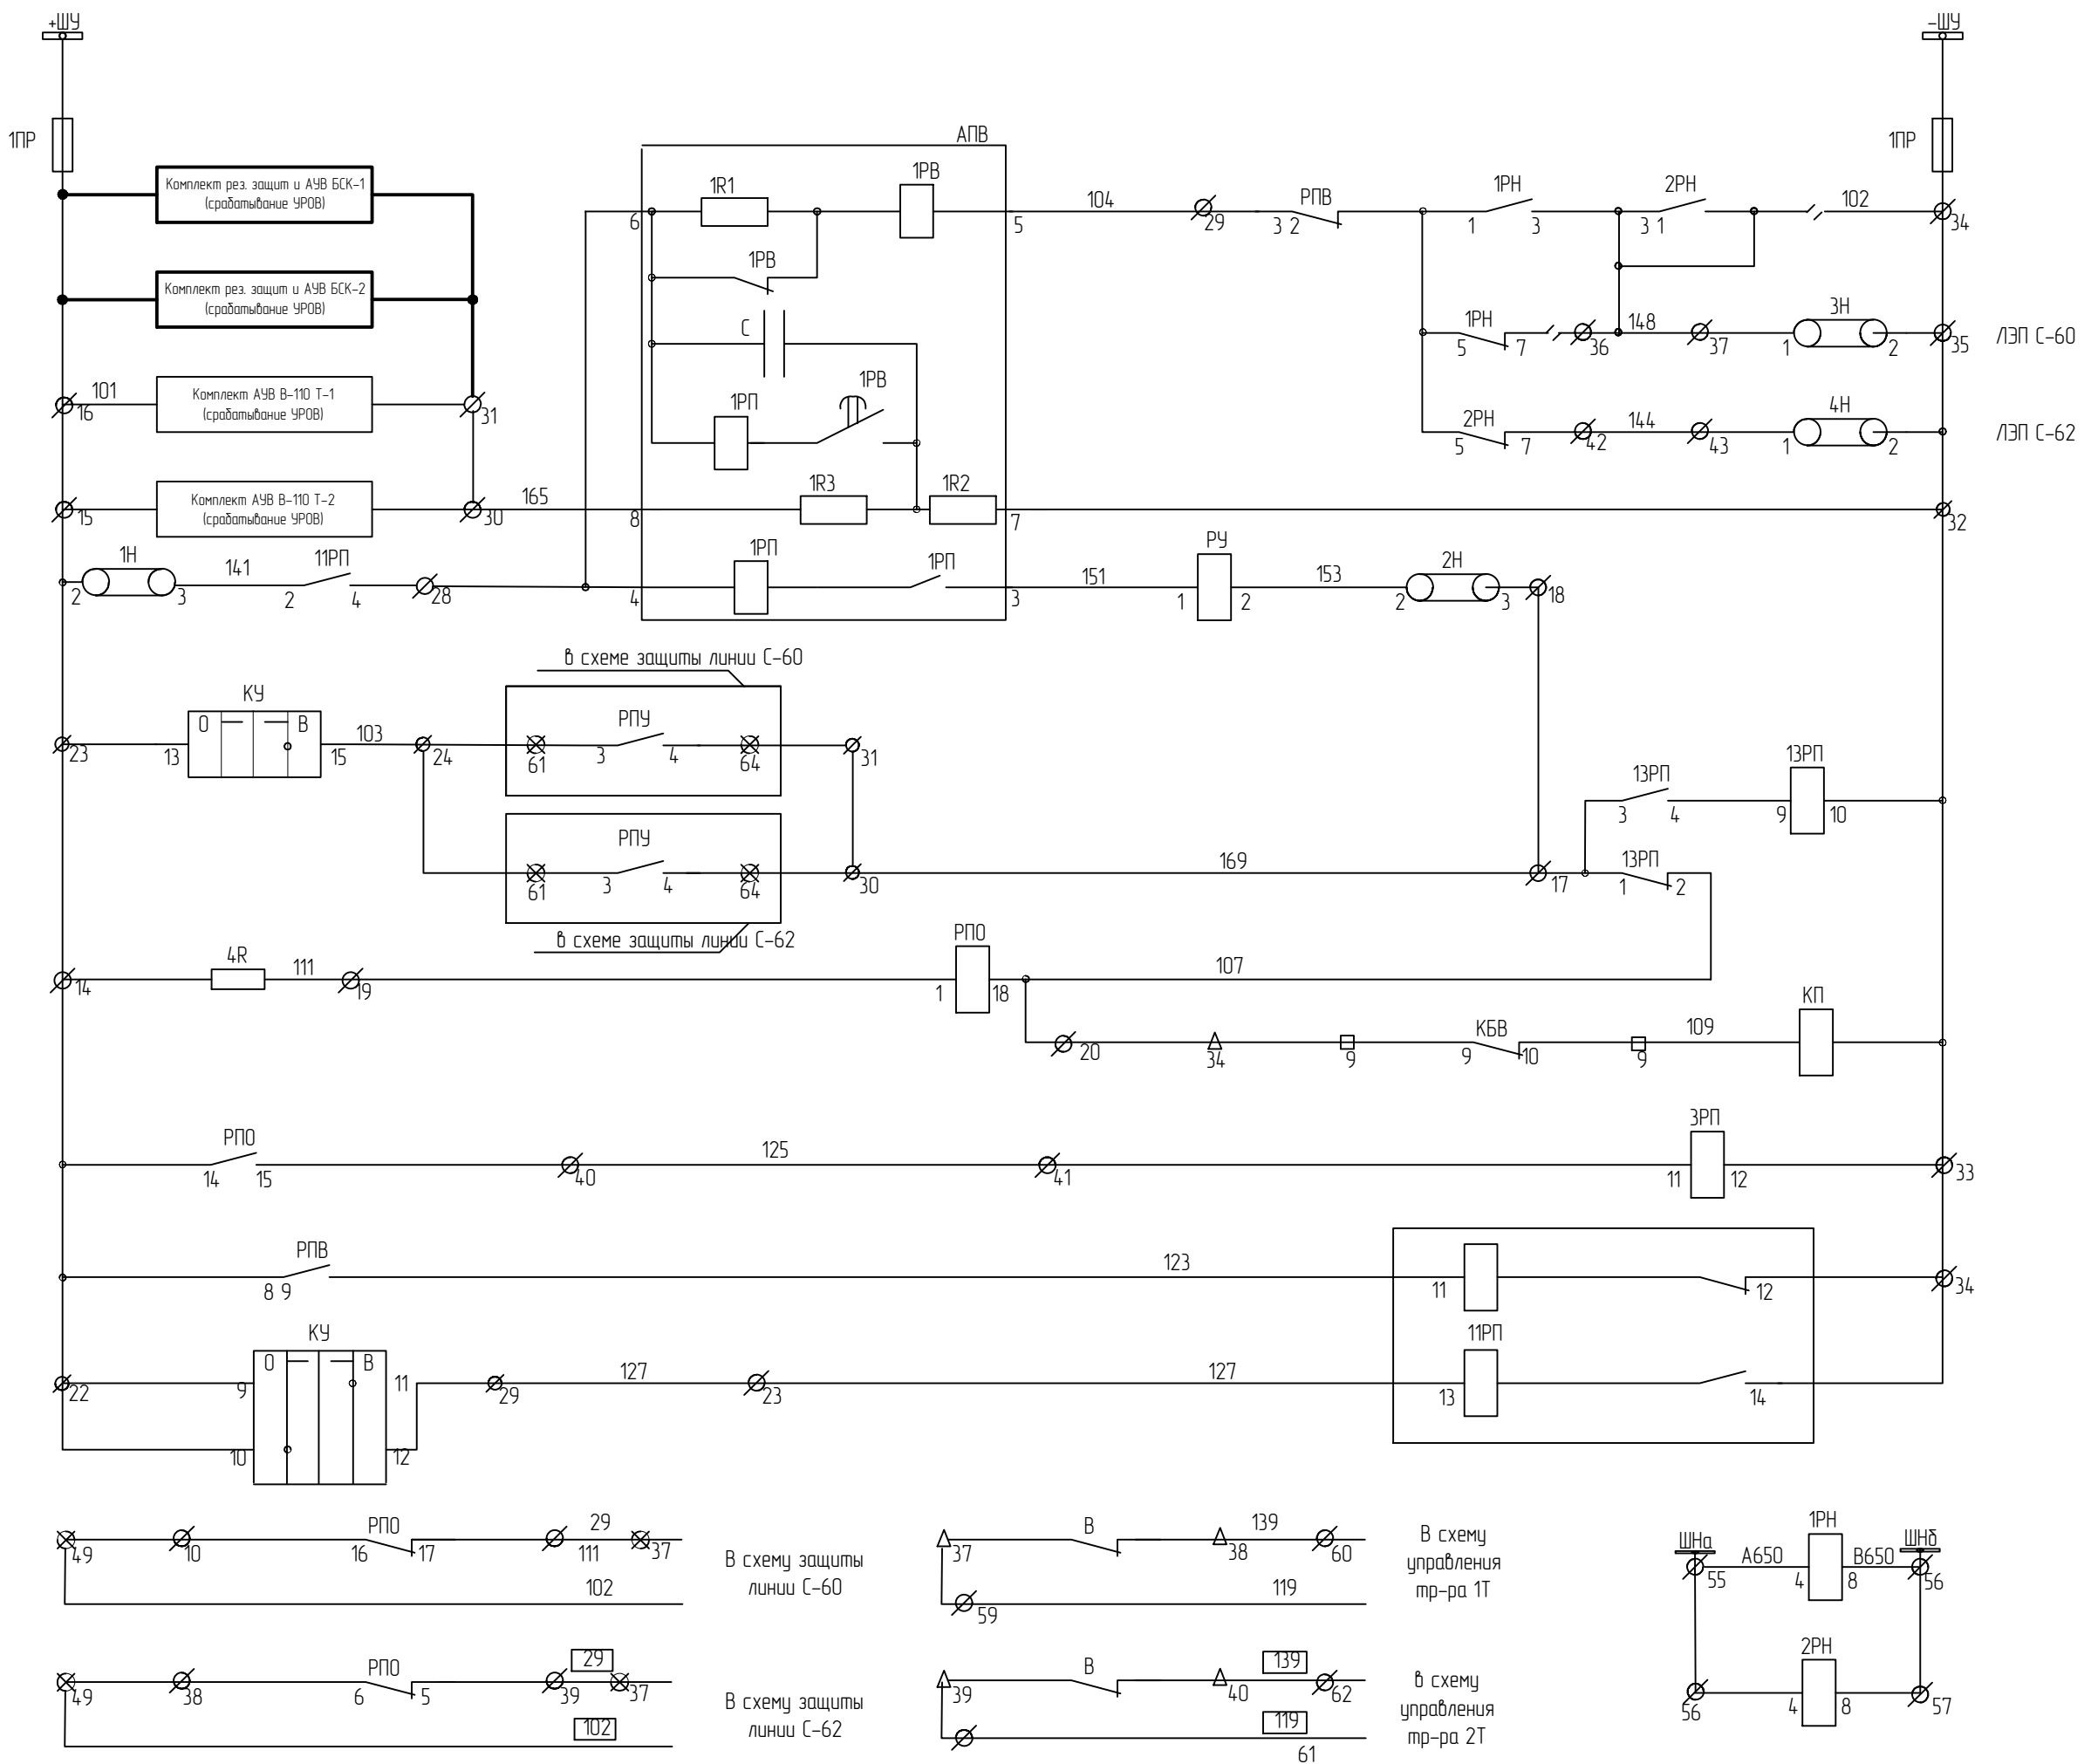 +ШУ
-ШУ
1ПР
1ПР
АПВ
Комплект рез. защит и АУВ БСК-1
(срабатывание УРОВ)
1R1
1РВ
104
РПВ
1РН
2РН
102
6
5
29
3 2
1
3
3 1
34
1РВ
Комплект рез. защит и АУВ БСК-2
(срабатывание УРОВ)
С
1РН
148
3Н
5
7
36
37
1
2
35
ЛЭП С-60
101
16
Комплект АУВ В-110 Т-1
(срабатывание УРОВ)
31
1РП
1РВ
2РН
144
4Н
5
7
42
43
1
2
ЛЭП С-62
15
Комплект АУВ В-110 Т-2
(срабатывание УРОВ)
30
165
8
1R3
1R2
7
32
1Н
141
11РП
2
3
2
4
28
4
1РП
1РП
3
151
РУ
1
2
153
2Н
2
3
18
в схеме защиты линии С-60
КУ
О
В
23
13
15
103
24
РПУ
61
3
4
64
31
13РП
3
4
13РП
9
10
РПУ
61
3
4
64
30
169
17
13РП
1
2
в схеме защиты линии С-62
14
4R
111
19
РПО
1
18
107
20
34
9
КБВ
9
10
9
109
КП
РПО
14
15
40
125
41
3РП
11
12
33
РПВ
8 9
123
11
12
34
КУ
О
В
22
9
11
10
12
29
127
23
127
11РП
13
14
49
10
РПО
16
17
29
111
37
102
В схему защиты
линии С-60
37
В
38
139
60
59
119
В схему
управления
тр-ра 1Т
ШНа
ШНб
55
А650
1РН
4
8
В650
56
49
38
РПО
6
5
29
39
37
102
В схему защиты
линии С-62
39
В
40
139
62
119
61
в схему
управления
тр-ра 2Т
2РН
56
4
8
57